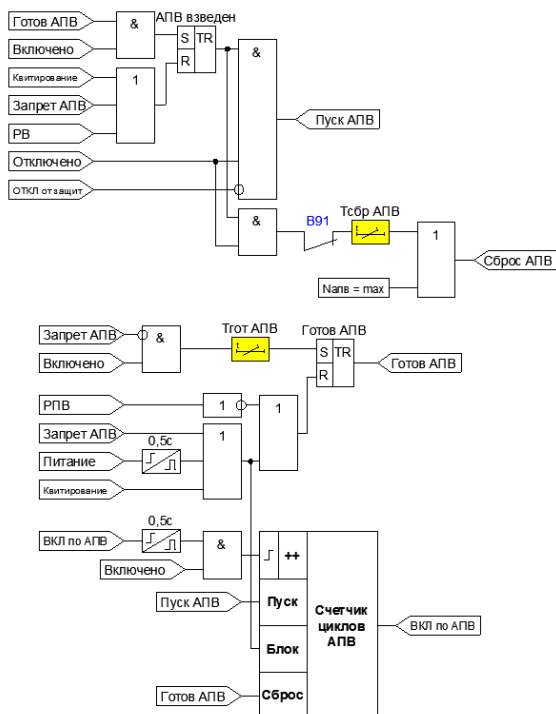 Готов АПВ
АПВ взведен
&
S TR
&
Включено
R
Квитирование
1
Запрет АПВ
РВ
Пуск АПВ
Отключено
ОТКЛ от защит
&
B91
Tсбр АПВ
1
Сброс АПВ
Nапв = max
Запрет АПВ
&
Tгот АПВ
Готов АПВ
S TR
Включено
R
Готов АПВ
РПВ
1
1
Запрет АПВ
1
0,5с
Питание
Квитирование
0,5с
ВКЛ по АПВ
&
++
Включено
Пуск АПВ
Пуск
Счетчик
циклов
АПВ
ВКЛ по АПВ
Блок
Готов АПВ
Сброс